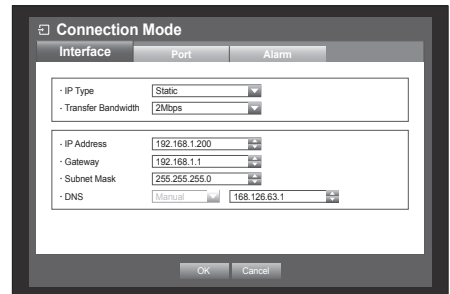 Connection Mode
Interface Port Alarm
· IP Type Static
· Transfer Bandwidth 2Mbps
· IP Address 192.168.1.200
· Gateway 192.168.1.1
· Subnet Mask 255.255.255.0
· DNS Manual 168.126.63.1
OK Cancel